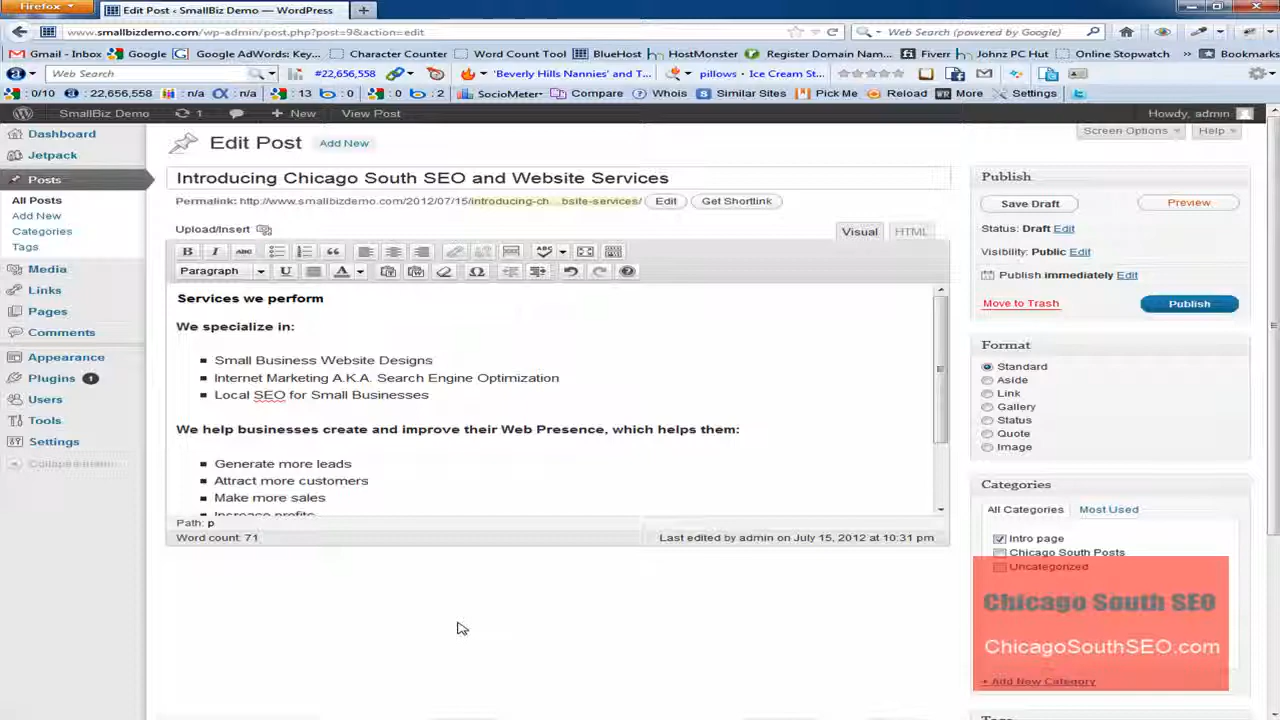 Firefox
Edit Post ‹ SmallBiz Demo — WordPress
www.smallbizdemo.com/wp-admin/post.php?post=9&action=edit
Web Search (powered by Google)
Gmail - Inbox
Google
Google AdWords: Key...
Character Counter
Word Count Tool
BlueHost
HostMonster
Register Domain Nam...
Fiverr
Johnz PC Hut
Online Stopwatch
Bookmarks
Web Search
#22,656,558
'Beverly Hills Nannies' and T...
pillows • Ice Cream St...
: 0/10
: 22,656,558
: n/a
: n/a
: 13
: 0
: 0
: 2
SocioMeter
Compare
Whois
Similar Sites
Pick Me
Reload
More
Settings
SmallBiz Demo
1
New
View Post
Howdy, admin
Dashboard
Jetpack
Posts
All Posts
Add New
Categories
Tags
Media
Links
Pages
Comments
Appearance
Plugins 1
Users
Tools
Settings
Collapse menu
Edit Post
Add New
Screen Options
Help
Introducing Chicago South SEO and Website Services
Permalink: http://www.smallbizdemo.com/2012/07/15/introducing-ch...bsite-services/
Edit
Get Shortlink
Upload/Insert
Visual
HTML
B I ABC
ABC
Paragraph
U
A
Ω
Services we perform
We specialize in:
Small Business Website Designs
Internet Marketing A.K.A. Search Engine Optimization
Local SEO for Small Businesses
We help businesses create and improve their Web Presence, which helps them:
Generate more leads
Attract more customers
Make more sales
Increase profits
Path: p
Word count: 71
Last edited by admin on July 15, 2012 at 10:31 pm
Publish
Save Draft
Preview
Status: Draft Edit
Visibility: Public Edit
Publish immediately Edit
Move to Trash
Publish
Format
Standard
Aside
Link
Gallery
Status
Quote
Image
Categories
All Categories
Most Used
Intro page
Chicago South Posts
Uncategorized
Chicago South SEO
ChicagoSouthSEO.com
+ Add New Category